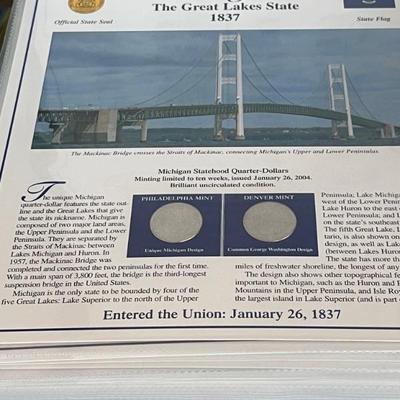 The Great Lakes State
1837
Official State Seal
State Flag
The Mackinac Bridge crosses the Straits of Mackinac, connecting Michigan's Upper and Lower Peninsulas.
Michigan Statehood Quarter-Dollars
Minting limited to ten weeks, issued January 26, 2004.
Brilliant uncirculated condition.
The unique Michigan
quarter-dollar features the state out-
line and the Great Lakes that give
the state its nickname. Michigan is
composed of two major land areas,
the Upper Peninsula and the Lower
Peninsula. They are separated by
the Straits of Mackinac between
Lakes Michigan and Huron. In
1957, the Mackinac Bridge was
completed and connected the two peninsulas for the first time.
With a main span of 3,800 feet, the bridge is the third-longest
suspension bridge in the United States.
Michigan is the only state to be bounded by four of the
five Great Lakes: Lake Superior to the north of the Upper
PHILADELPHIA MINT
Unique Michigan Design
DENVER MINT
Common George Washington Design
Peninsula, Lake Michigan
west of the Lower Penin
Lake Huron to the east o
Lower Peninsula, and L
on the state's southe
The fifth Great Lake, L
tario, is also shown on
design, as well as Lak
(between Lakes Huron
The state has more tha
miles of freshwater shoreline, the longest of any
The design also shows other topographical fe
important to Michigan, such as the Huron and P
Mountains in the Upper Peninsula, and Isle Roy
the largest island in Lake Superior (and is part o
Entered the Union: January 26, 1837